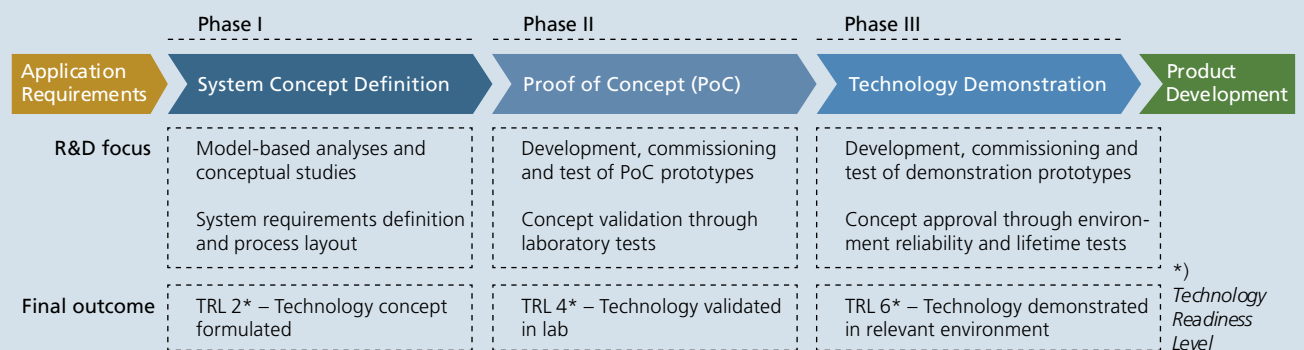 Phase I
Phase II
Phase III
Application
Requirements
System Concept Definition
Proof of Concept (PoC)
Technology Demonstration
Product
Development
R&D focus
Model-based analyses and
conceptual studies
System requirements definition
and process layout
Development, commissioning
and test of PoC prototypes
Concept validation through
laboratory tests
Development, commissioning and
test of demonstration prototypes
Concept approval through environ-
ment reliability and lifetime tests
Final outcome
TRL 2* – Technology concept
formulated
TRL 4* – Technology validated
in lab
TRL 6* – Technology demonstrated
in relevant environment
*)
Technology
Readiness
Level